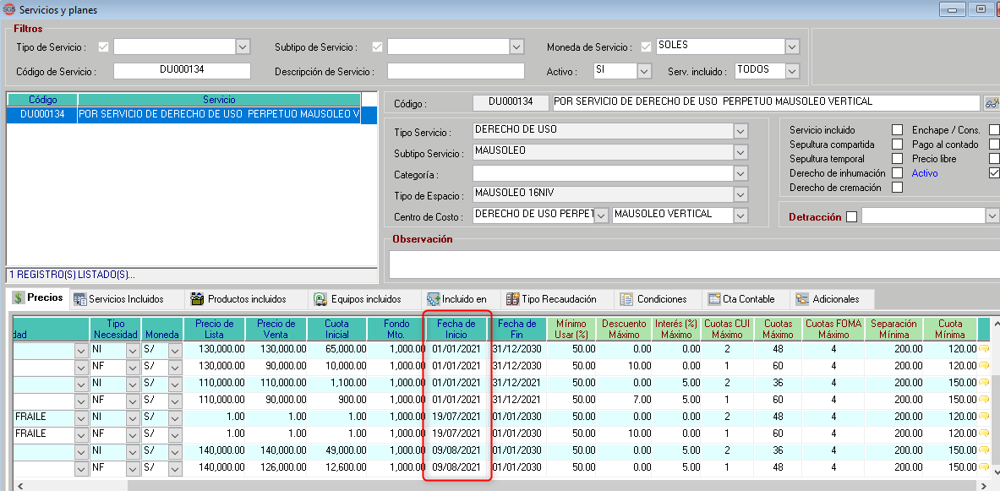 SG5 Servicios y planes
Filtros
Tipo de Servicio : Subtipo de Servicio : Moneda de Servicio : SOLES
Código de Servicio : DU000134 Descripción de Servicio : Activo : SI Serv. incluido : TODOS
Código Servicio
DU000134 POR SERVICIO DE DERECHO DE USO PERPETUO MAUSOLEO V
1 REGISTRO(S) LISTADO(S)...
Código : DU000134 POR SERVICIO DE DERECHO DE USO PERPETUO MAUSOLEO VERTICAL
Tipo Servicio : DERECHO DE USO
Subtipo Servicio : MAUSOLEO
Categoría :
Tipo de Espacio : MAUSOLEO 16NIV
Centro de Costo : DERECHO DE USO PERPET MAUSOLEO VERTICAL
Servicio incluido Enchape / Cons.
Sepultura compartida Pago al contado
Sepultura temporal Precio libre
Derecho de inhumación Activo
Derecho de cremación
Detracción
Observación
$ Precios Servicios Incluidos Productos incluidos Equipos incluidos Incluido en Tipo Recaudación Condiciones Cta Contable Adicionales
dad Tipo Necesidad Moneda Precio de Lista Precio de Venta Cuota Inicial Fondo Mto. Fecha de Inicio Fecha de Fin Mínimo Usar (%) Descuento Máximo Interés (%) Máximo Cuotas CUI Máximo Cuotas Máximo Cuotas FOMA Máximo Separación Mínima Cuota Mínima
NI S/ 130,000.00 130,000.00 65,000.00 1,000.00 01/01/2021 31/12/2030 50.00 0.00 0.00 2 48 4 200.00 120.00
NF S/ 130,000.00 90,000.00 10,000.00 1,000.00 01/01/2021 31/12/2030 50.00 10.00 0.00 1 60 4 200.00 120.00
NI S/ 110,000.00 110,000.00 1,100.00 1,000.00 01/01/2021 31/12/2021 50.00 0.00 5.00 2 36 4 200.00 150.00
NF S/ 110,000.00 90,000.00 900.00 1,000.00 01/01/2021 31/12/2021 50.00 7.00 5.00 1 60 4 200.00 150.00
FRAILE NI S/ 1.00 1.00 1.00 1,000.00 19/07/2021 01/01/2030 50.00 0.00 0.00 2 48 4 200.00 120.00
FRAILE NF S/ 1.00 1.00 1.00 1,000.00 19/07/2021 01/01/2030 50.00 10.00 0.00 1 60 4 200.00 120.00
NI S/ 140,000.00 140,000.00 49,000.00 1,000.00 09/08/2021 01/01/2030 50.00 0.00 5.00 2 36 4 200.00 150.00
NF S/ 140,000.00 126,000.00 12,600.00 1,000.00 09/08/2021 01/01/2030 50.00 0.00 5.00 1 48 4 200.00 150.00